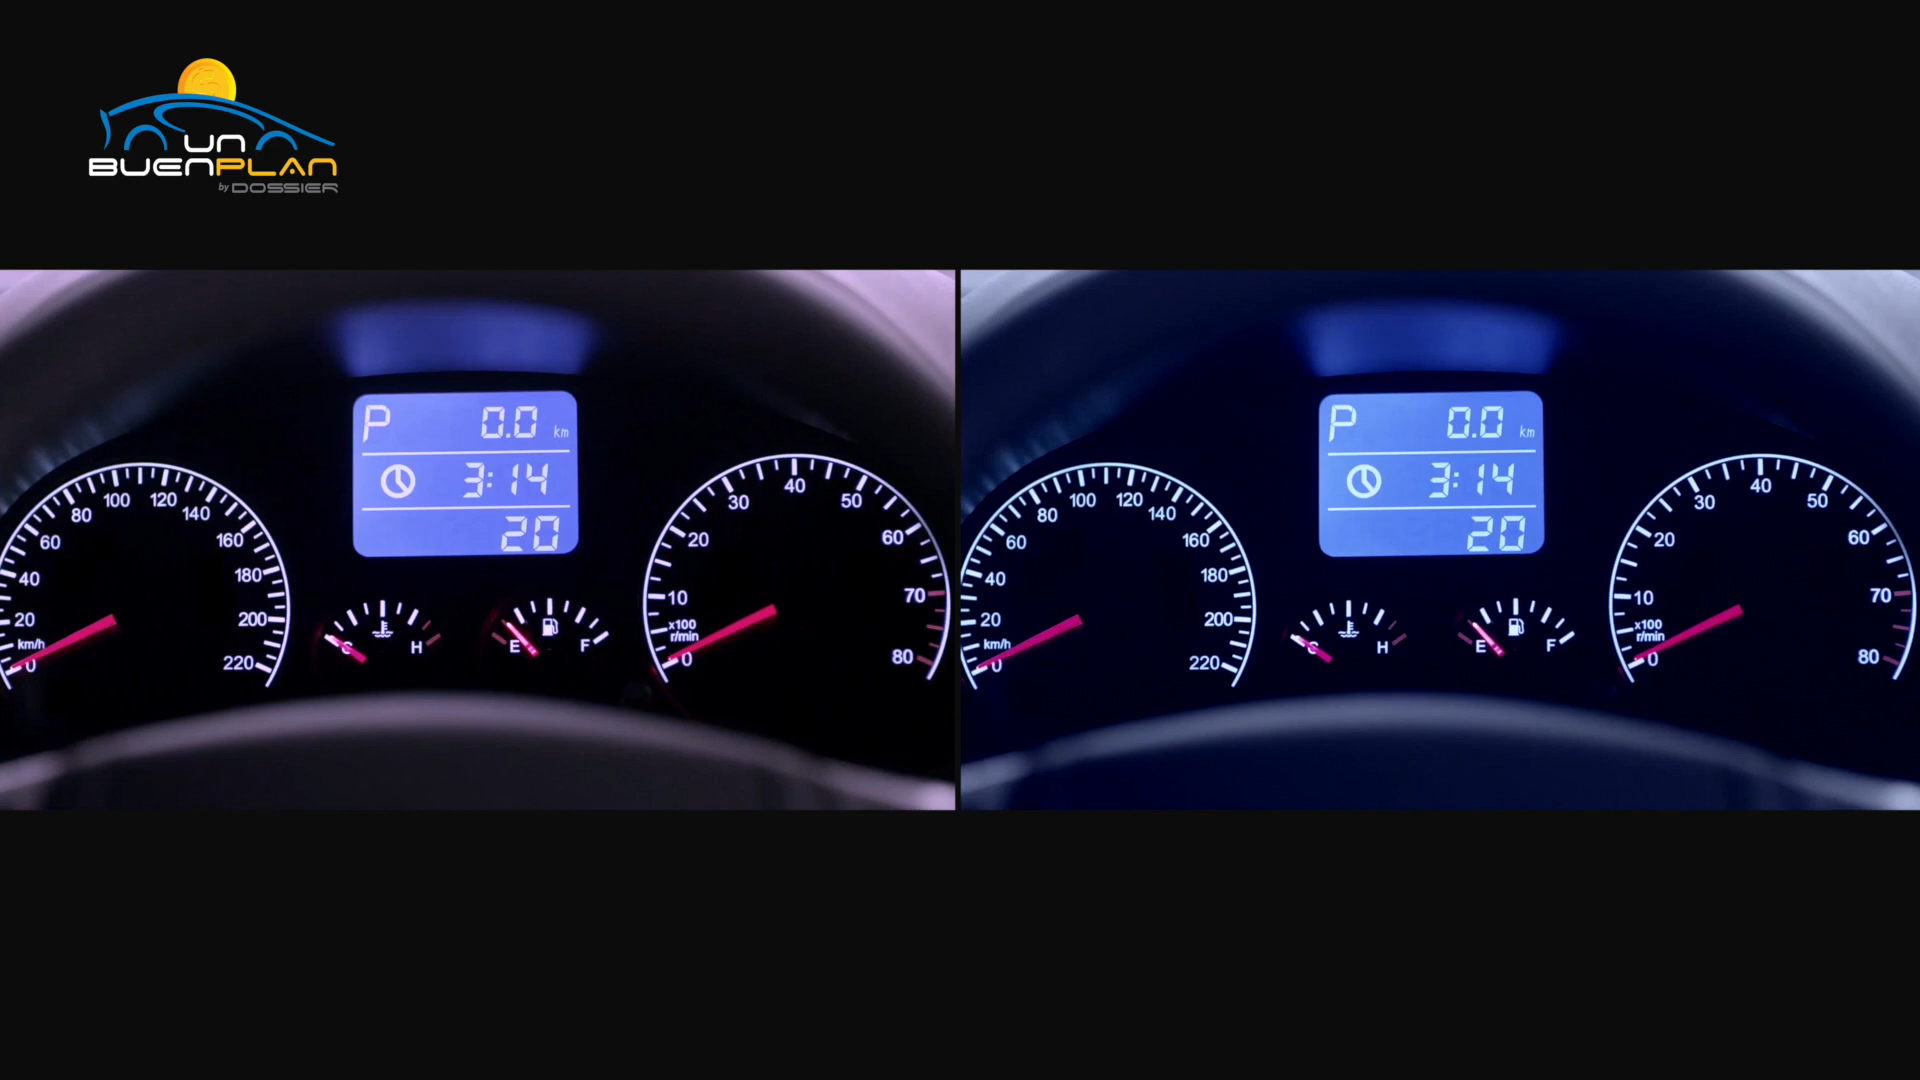 UN
BUENPLAN
by DOSSIER
P 0.0 km
3:14
20
0 20 40 60 80 100 120 140 160 180 200 220
km/h
C H
E F
0 10 20 30 40 50 60 70 80
x100
r/min
P 0.0 km
3:14
20
0 20 40 60 80 100 120 140 160 180 200 220
km/h
C H
E F
0 10 20 30 40 50 60 70 80
x100
r/min